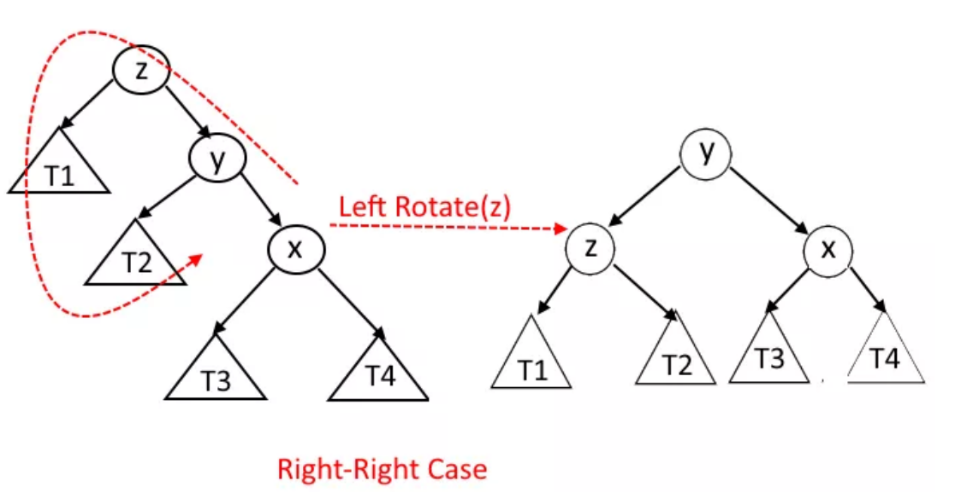 z
T1
y
T2
x
T3
T4
Left Rotate(z)
y
z
x
T1
T2
T3
T4
Right-Right Case